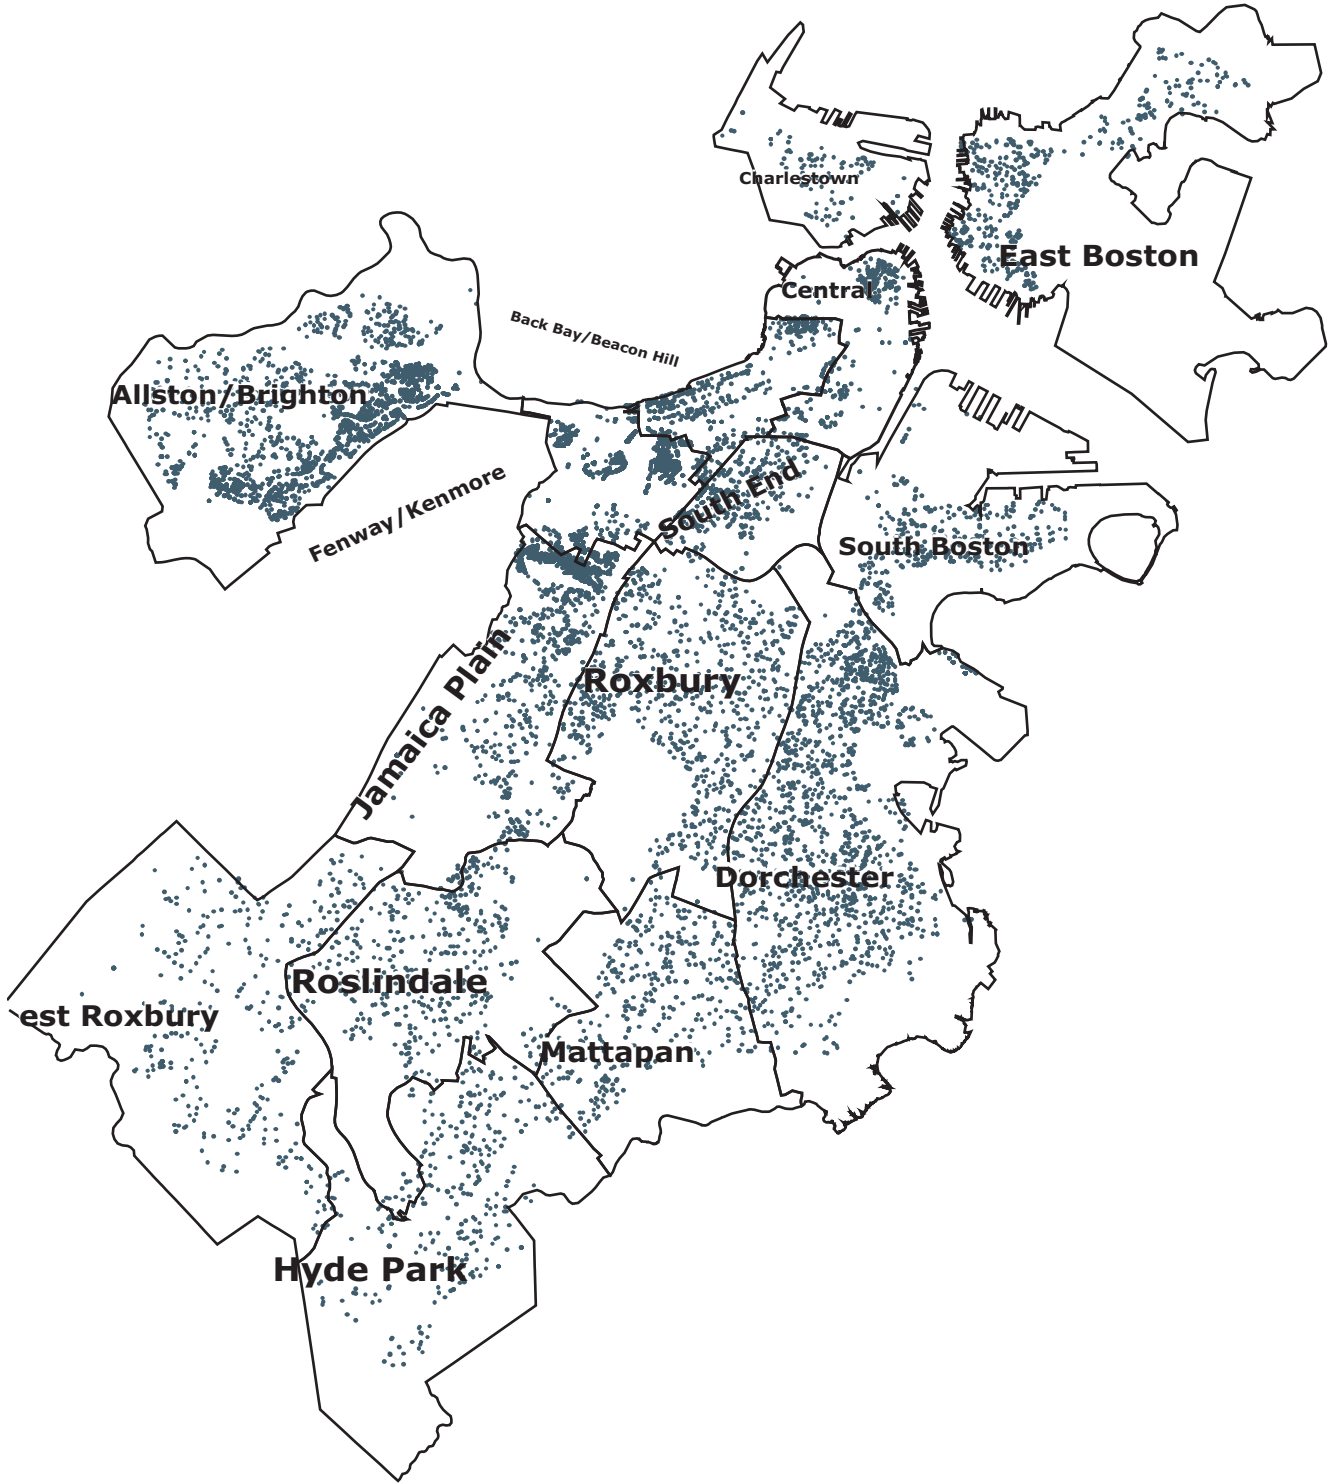 Charlestown
East Boston
Central
Back Bay/Beacon Hill
Allston/Brighton
Fenway/Kenmore
South End
South Boston
Jamaica Plain
Roxbury
Dorchester
Roslindale
est Roxbury
Mattapan
Hyde Park